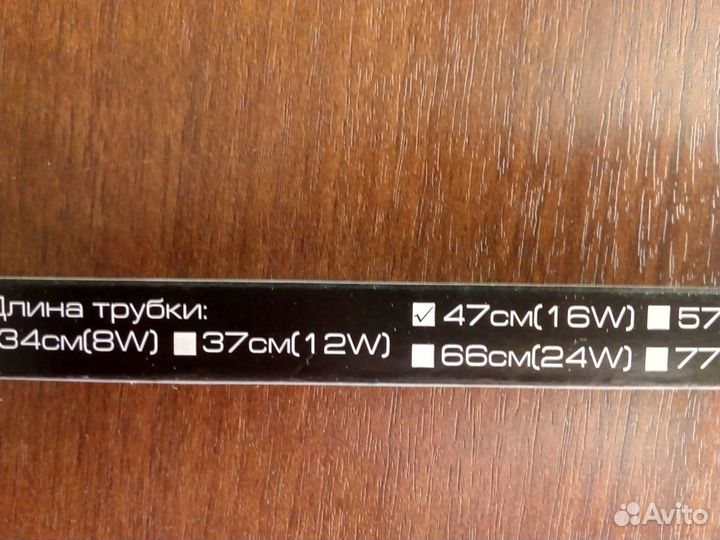 Длина трубки:
34см(8W) 37см(12W)
47см(16W) 57
66см(24W) 77
Avito